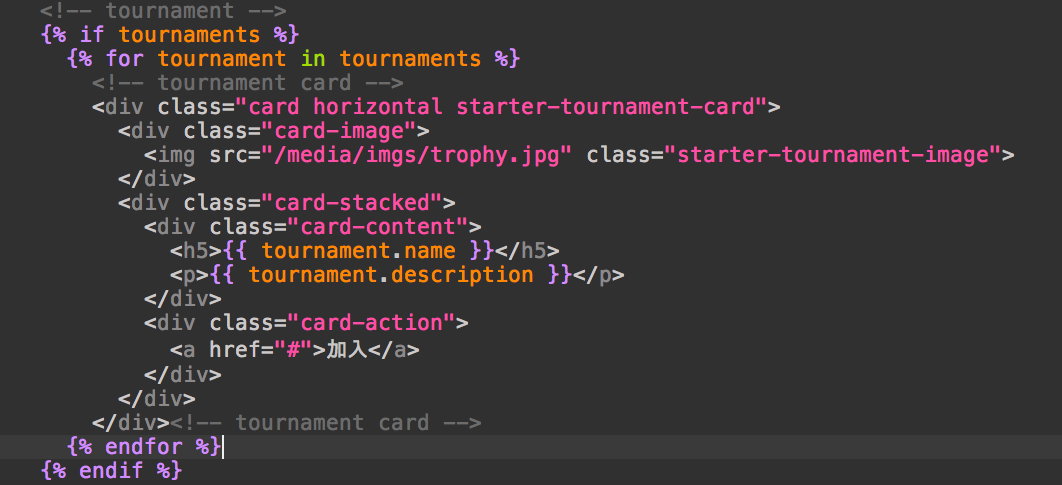 <!-- tournament -->
{% if tournaments %}
{% for tournament in tournaments %}
<!-- tournament card -->
<div class="card horizontal starter-tournament-card">
<div class="card-image">
<img src="/media/imgs/trophy.jpg" class="starter-tournament-image">
</div>
<div class="card-stacked">
<div class="card-content">
<h5>{{ tournament.name }}</h5>
<p>{{ tournament.description }}</p>
</div>
<div class="card-action">
<a href="#">加入</a>
</div>
</div>
</div><!-- tournament card -->
{% endfor %}
{% endif %}